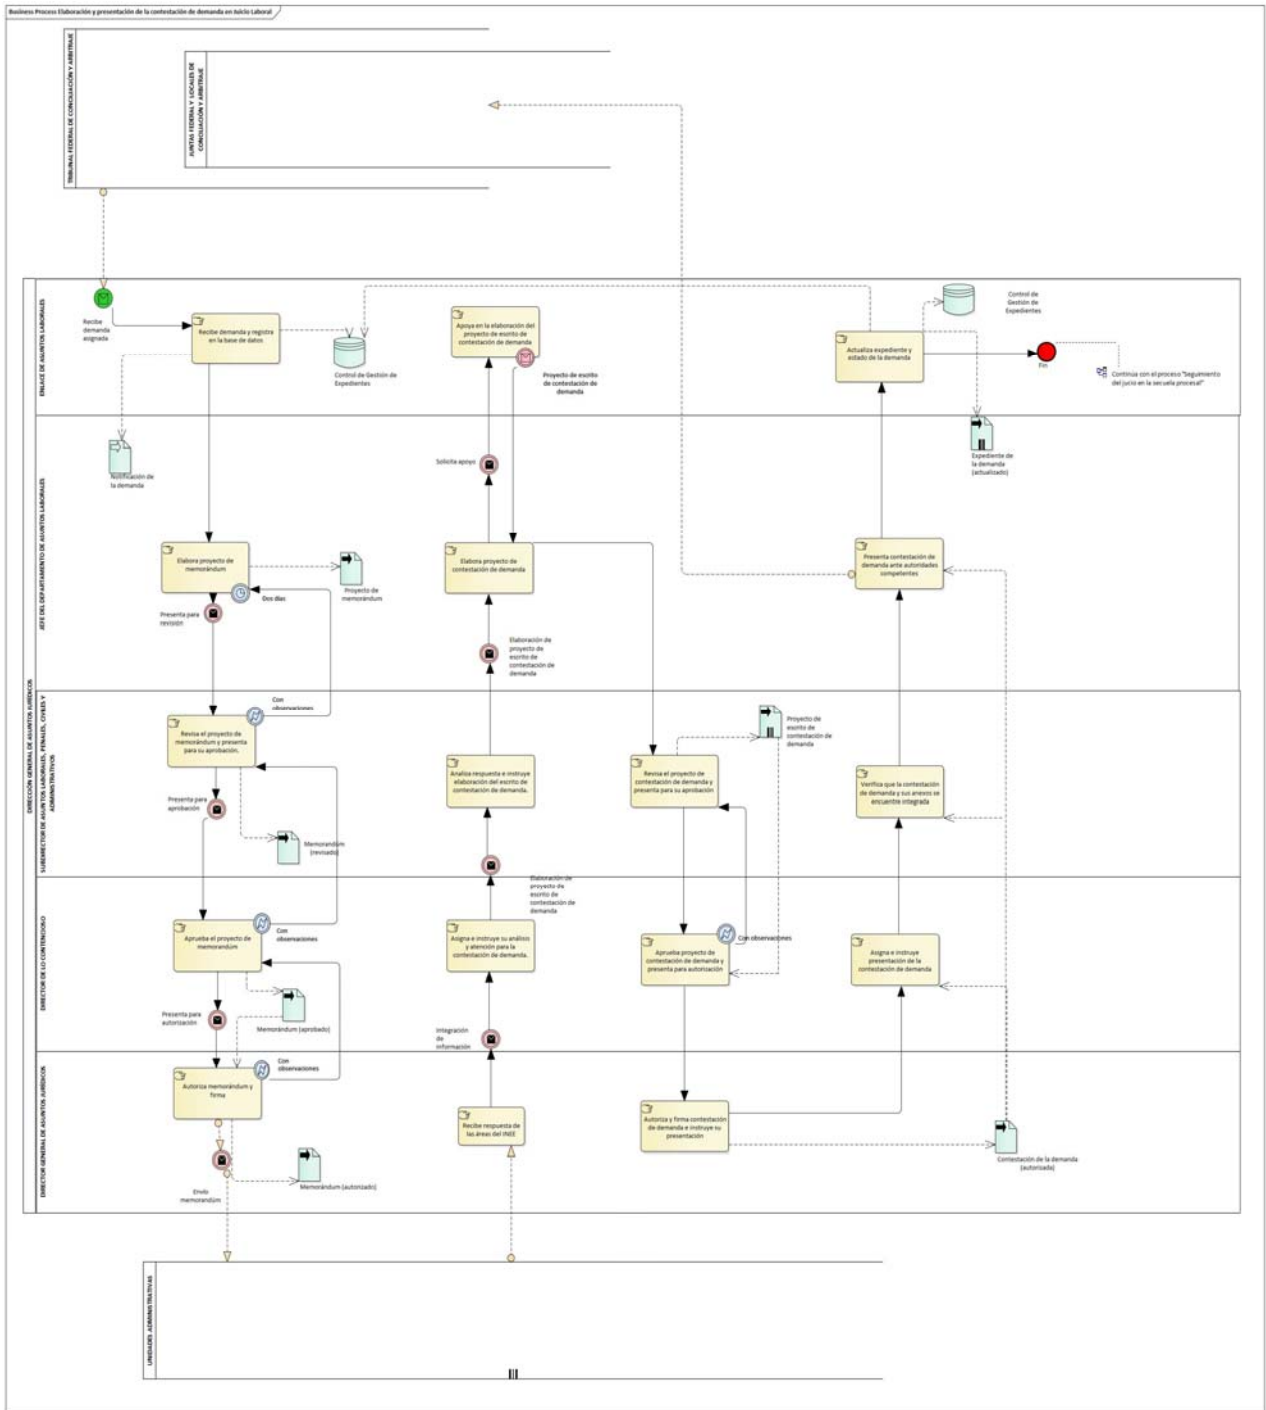 Business Process Elaboración y presentación de la contestación de demanda en Juicio Laboral
TRIBUNAL FEDERAL DE CONCILIACIÓN Y ARBITRAJE
JUNTAS FEDERAL Y LOCALES DE
CONCILIACIÓN Y ARBITRAJE
DIRECCIÓN GENERAL DE ASUNTOS JURÍDICOS
ENLACE DE ASUNTOS LABORALES
Recibe
demanda
asignada
Recibe demanda y registra
en la base de datos
Control de Gestión de
Expedientes
Apoya en la elaboración del
proyecto de escrito de
contestación de demanda
Proyecto de escrito
de contestación de
demanda
Actualiza expediente y
estado de la demanda
Control de
Gestión de
Expedientes
Fin
Continúa con el proceso "Seguimiento
del jucio en la secuela procesal"
JEFE DEL DEPARTAMENTO DE ASUNTOS LABORALES
Notificación de
la demanda
Solicita apoyo
Expediente de
la demanda
(actualizado)
Elabora proyecto de
memorándum
Dos días
Proyecto de
memorándum
Presenta para
revisión
Elabora proyecto de
contestación de demanda
Elaboración de
proyecto de
escrito de
contestación de
demanda
Presenta contestación de
demanda ante autoridades
competentes
SUBDIRECTOR DE ASUNTOS LABORALES, PENALES, CIVILES Y
ADMINISTRATIVOS
Con
observaciones
Revisa el proyecto de
memorándum y presenta
para su aprobación.
Presenta para
aprobación
Memorandúm
(revisado)
Analiza respuesta e instruye
elaboración del escrito de
contestación de demanda.
Revisa el proyecto de
contestación de demanda y
presenta para su aprobación
Proyecto de
escrito de
contestación de
demanda
Verifica que la contestación
de demanda y sus anexos se
encuentre integrada
DIRECTOR DE LO CONTENCIOSO
Aprueba el proyecto de
memorandúm
Con
observaciones
Presenta para
autorización
Memorándum (aprobado)
Elaboración de
proyecto de
escrito de
contestación de
demanda
Asigna e instruye su análisis
y atención para la
contestación de demanda.
Integración
de
información
Con observaciones
Aprueba proyecto de
contestación de demanda y
presenta para autorización
Asigna e instruye
presentación de la
contestación de demanda
DIRECTOR GENERAL DE ASUNTOS JURÍDICOS
Con
observaciones
Autoriza memorándum y
firma
Envío
memorandúm
Memorándum (autorizado)
Recibe respuesta de
las áreas del INEE
Autoriza y firma contestación
de demanda e instruye su
presentación
Contestación de la demanda
(autorizada)
UNIDADES ADMINISTRATIVAS